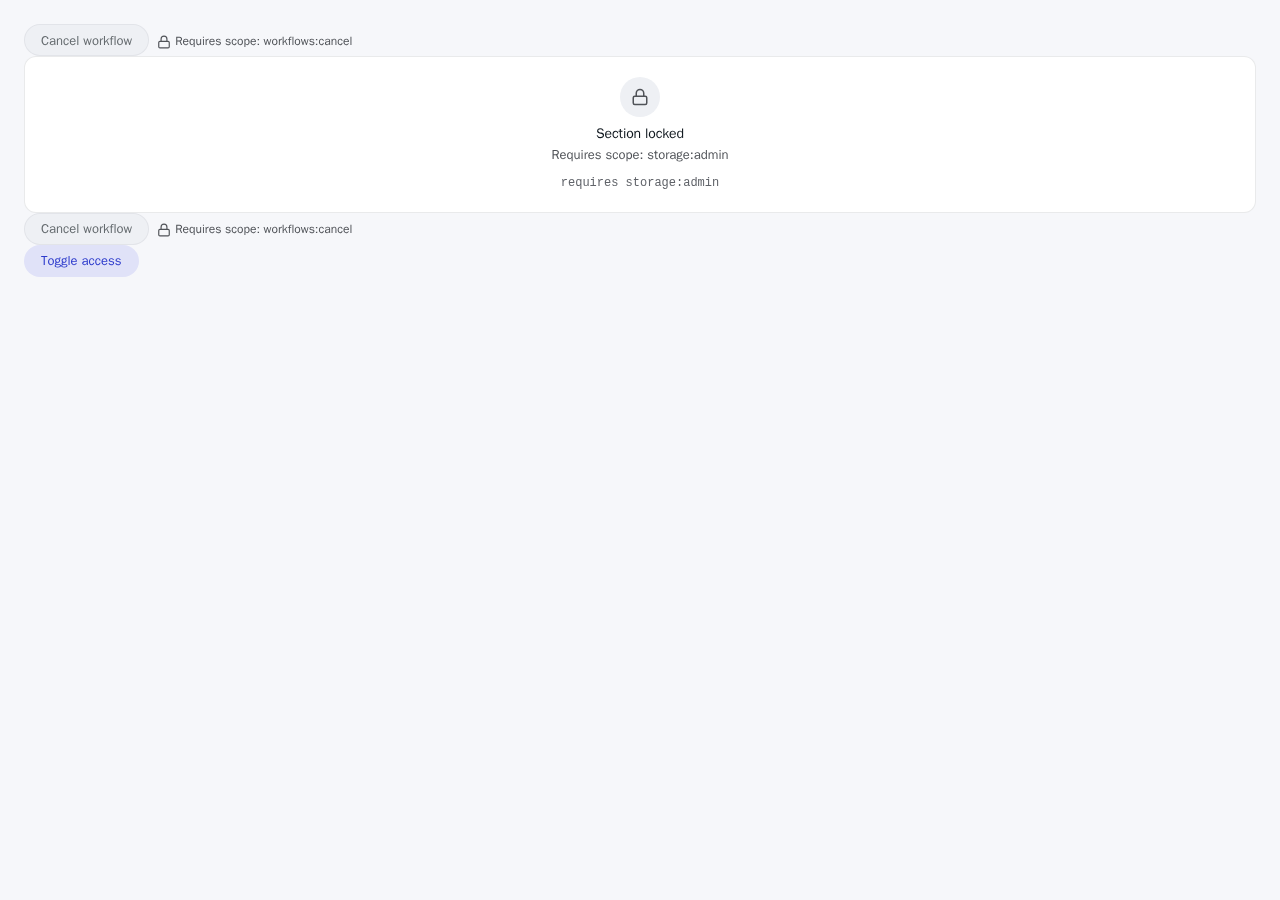 Cancel workflow Requires scope: workflows:cancel
Section locked
Requires scope: storage:admin
requires storage:admin
Cancel workflow Requires scope: workflows:cancel
Toggle access